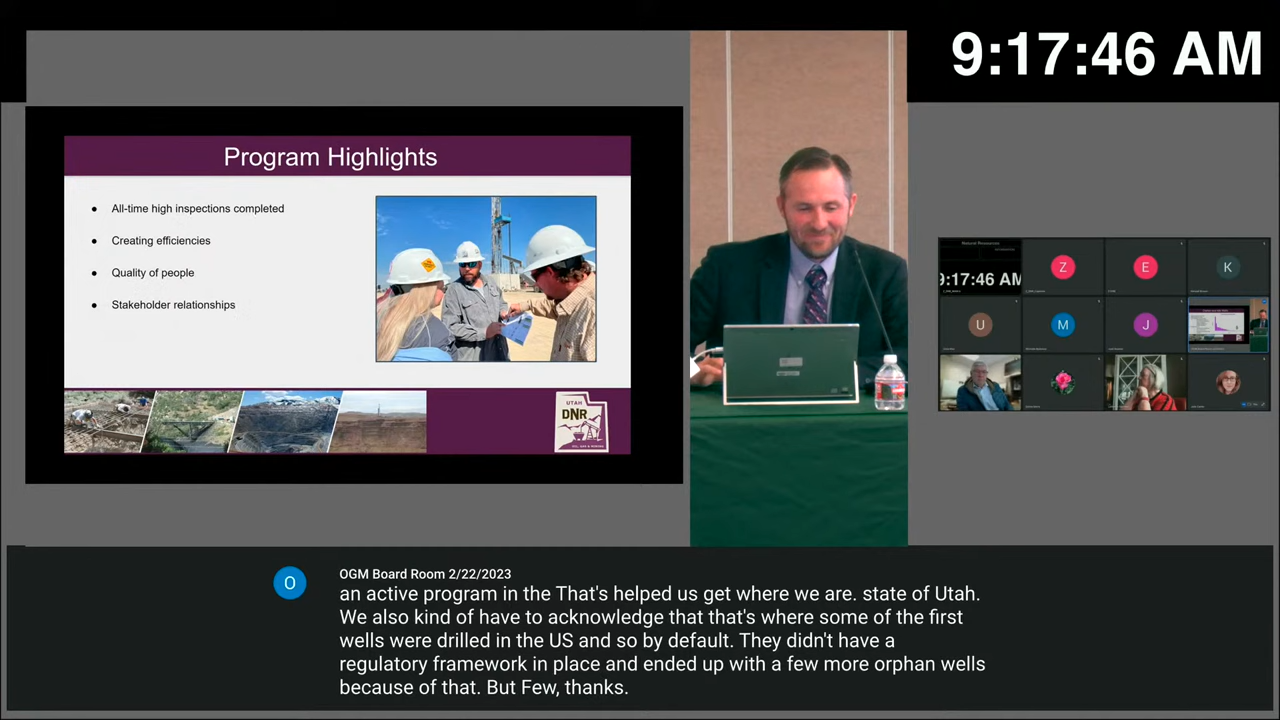 9:17:46 AM
Program Highlights
● All-time high inspections completed
● Creating efficiencies
● Quality of people
● Stakeholder relationships
UTAH
DNR
OIL, GAS & MINING
9:17:46 AM
Z
E
K
U
M
J
O
OGM Board Room 2/22/2023
an active program in the That's helped us get where we are. state of Utah.
We also kind of have to acknowledge that that's where some of the first
wells were drilled in the US and so by default. They didn't have a
regulatory framework in place and ended up with a few more orphan wells
because of that. But Few, thanks.